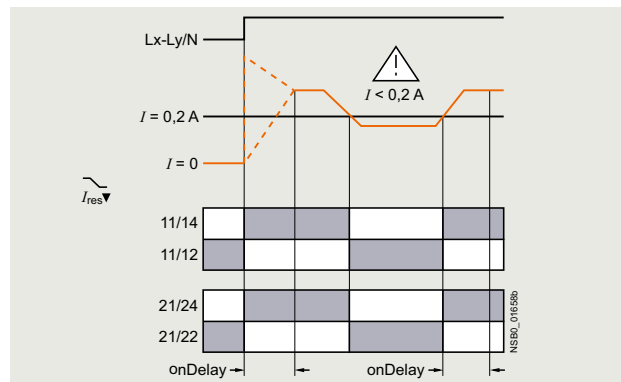 Lx-Ly/N
!
I < 0,2 A
I = 0,2 A
I = 0
Ires▼
11/14
11/12
21/24
21/22
NSB0_01658b
onDelay
onDelay